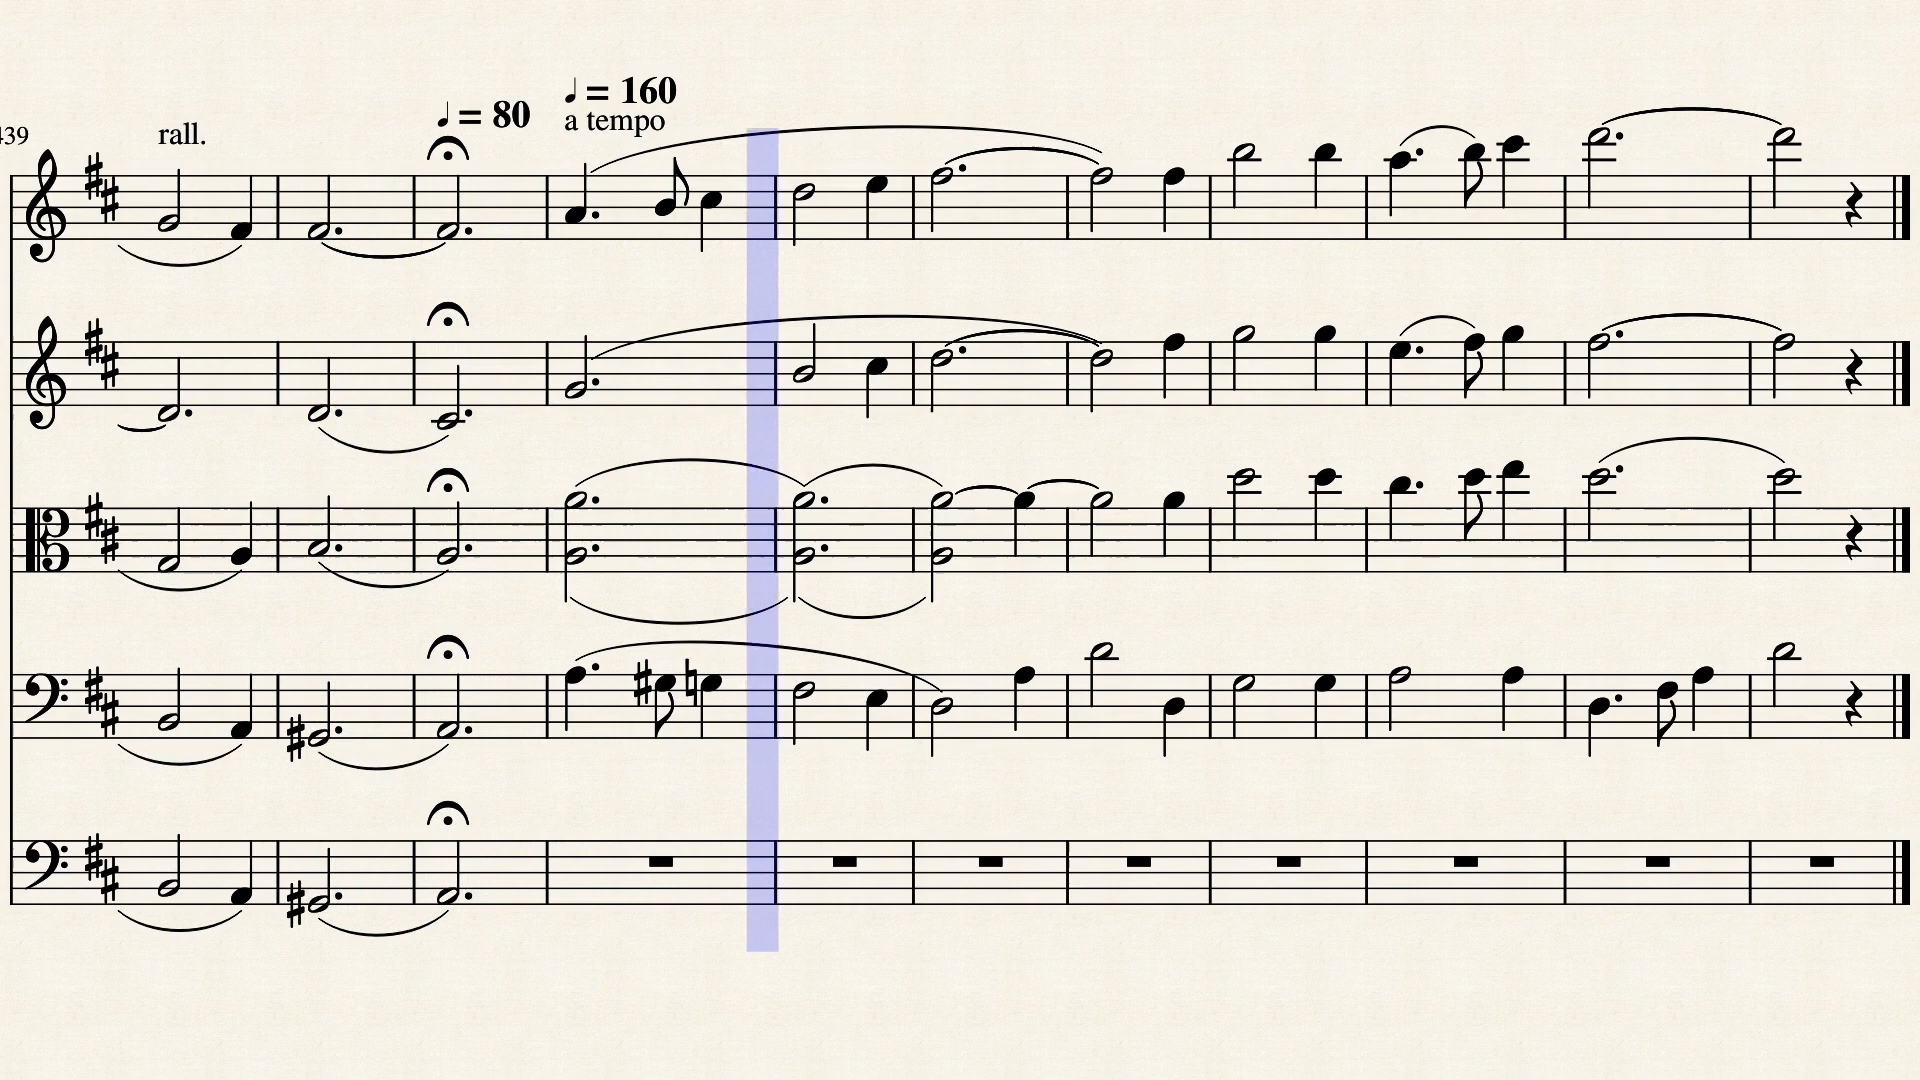 ♩ = 160
♩ = 80
a tempo
439
rall.